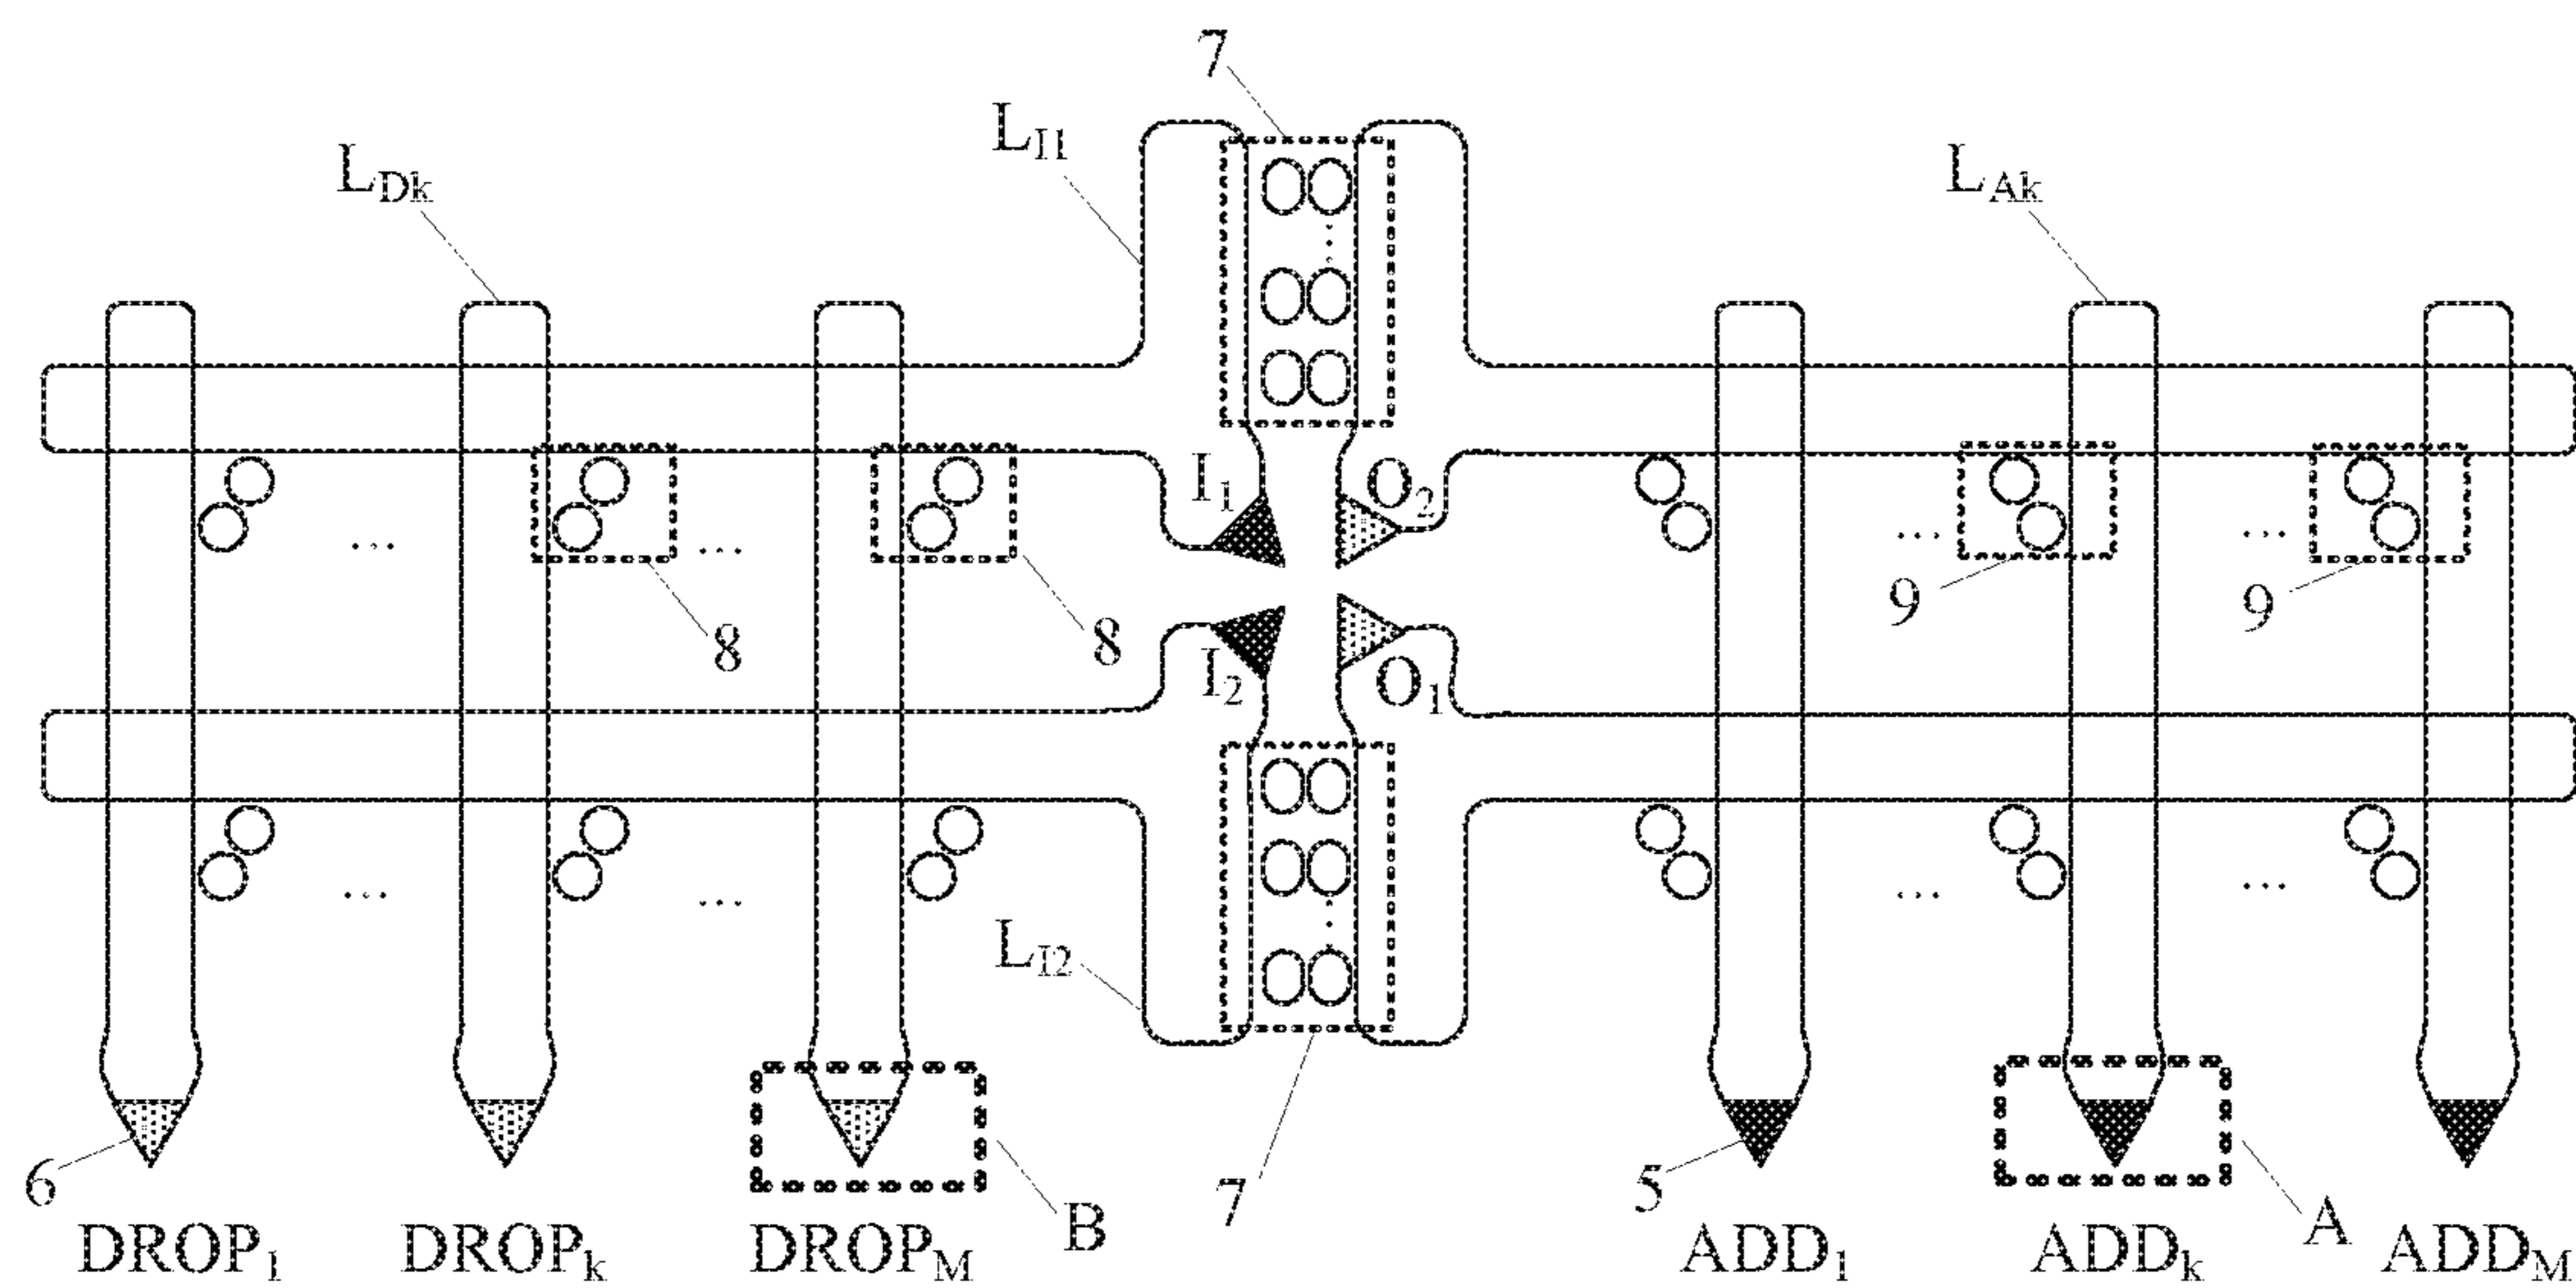 7
L_I1
L_Dk
L_Ak
I_1
O_2
...
...
...
...
8
8
9
9
I_2
O_1
...
...
...
...
L_I2
6
B
7
5
A
DROP_1 DROP_k DROP_M ADD_1 ADD_k ADD_M